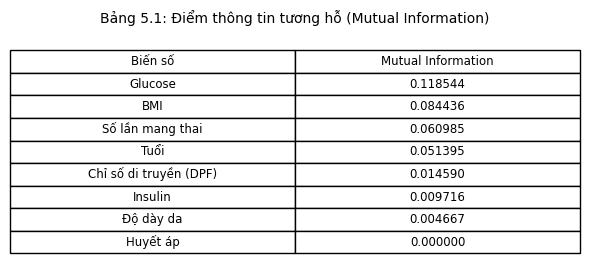 Bảng 5.1: Điểm thông tin tương hỗ (Mutual Information)
Biến số Mutual Information
Glucose 0.118544
BMI 0.084436
Số lần mang thai 0.060985
Tuổi 0.051395
Chỉ số di truyền (DPF) 0.014590
Insulin 0.009716
Độ dày da 0.004667
Huyết áp 0.000000